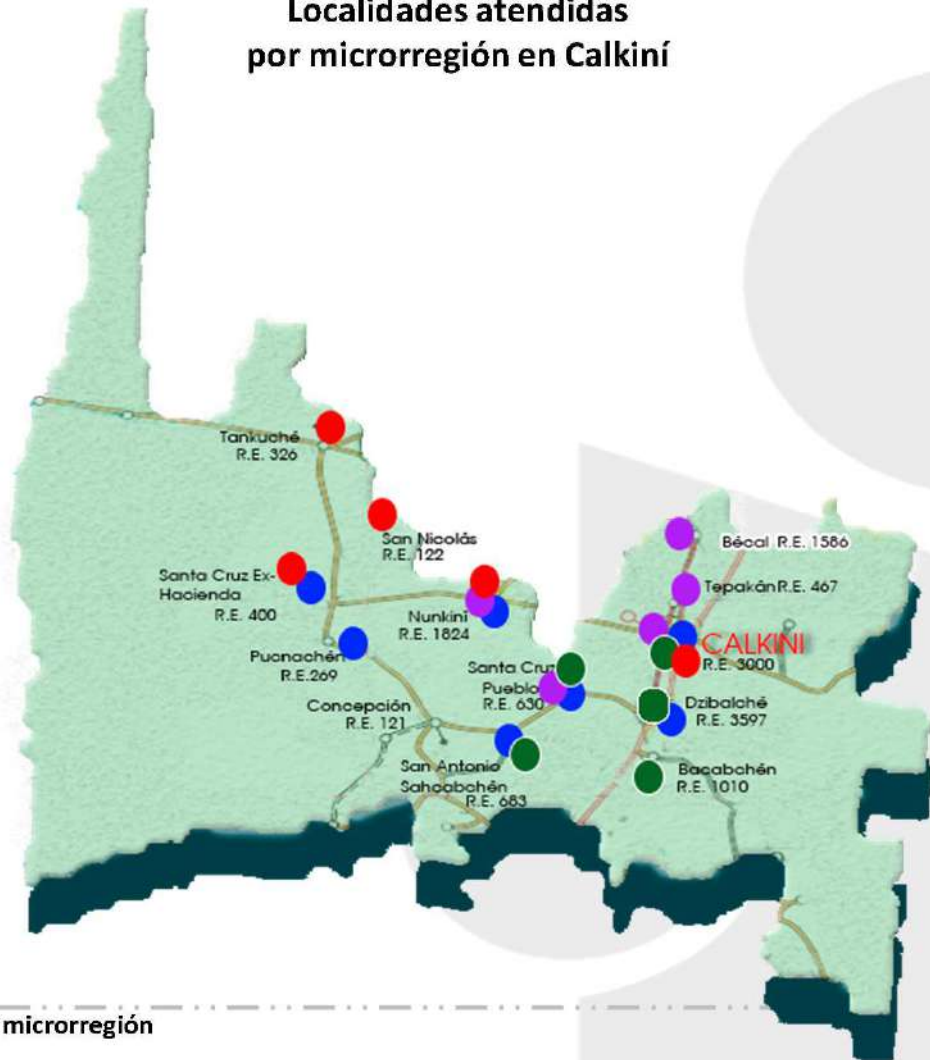 Localidades atendidas
por microrregión en Calkiní
Tankuché
R.E. 326
San Nicolás
R.E. 122
Bécal R.E. 1586
Santa Cruz Ex-
Hacienda
R.E. 400
TepakánR.E. 467
Nunkiní
R.E. 1824
CALKINI
R.E. 3000
Pucnachén
R.E.269
Santa Cruz
Pueblo
R.E. 630
Concepción
R.E. 121
Dzibalché
R.E. 3597
San Antonio
Sahcabchén
R.E. 683
Bacabchén
R.E. 1010
microrregión